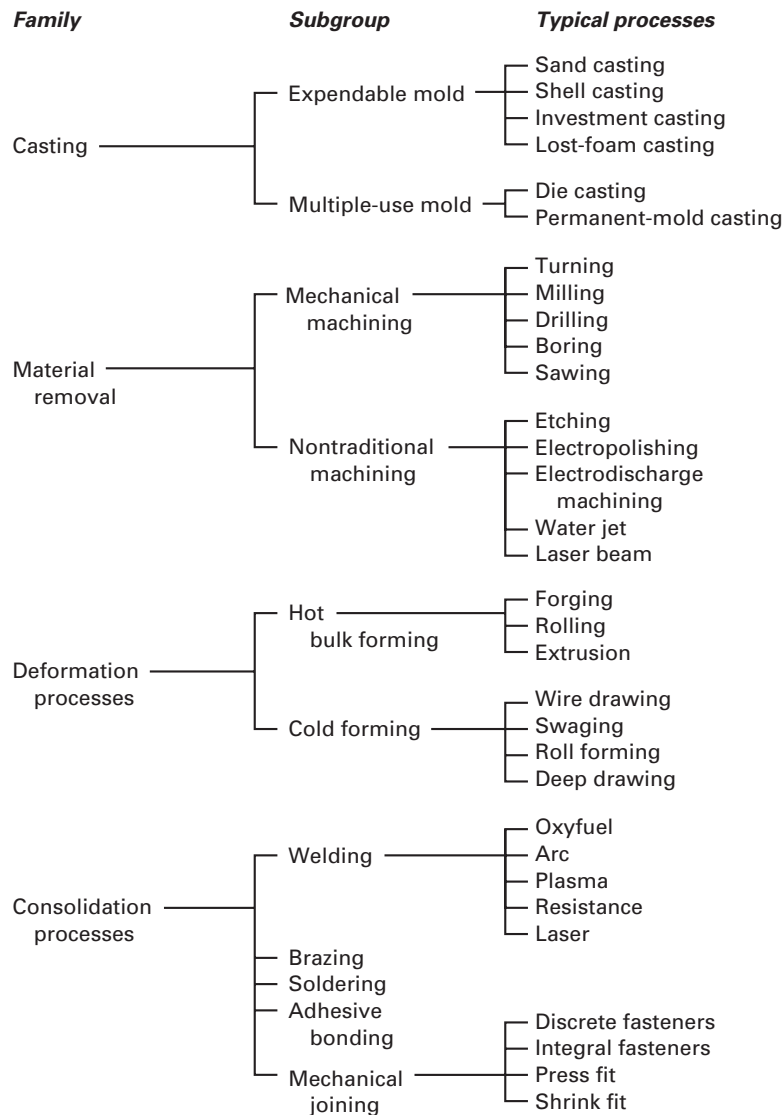 Family Subgroup Typical processes
Sand casting
Expendable mold Shell casting
Investment casting
Casting Lost-foam casting
Die casting
Multiple-use mold Permanent-mold casting
Turning
Mechanical Milling
machining Drilling
Boring
Material Sawing
removal
Etching
Nontraditional Electropolishing
machining Electrodischarge
machining
Water jet
Laser beam
Hot Forging
bulk forming Rolling
Extrusion
Deformation
processes Wire drawing
Cold forming Swaging
Roll forming
Deep drawing
Oxyfuel
Welding Arc
Plasma
Consolidation Resistance
processes Laser
Brazing
Soldering
Adhesive Discrete fasteners
bonding Integral fasteners
Mechanical Press fit
joining Shrink fit